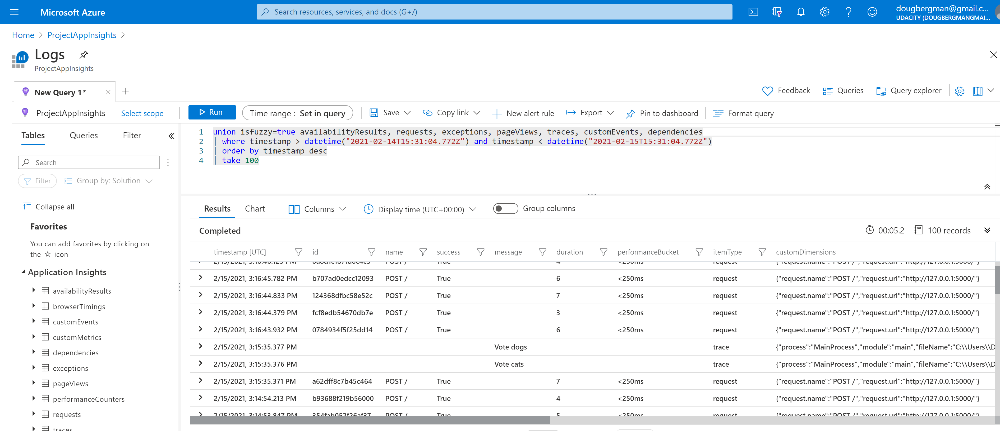 Microsoft Azure
Search resources, services, and docs (G+/)
dougbergman@gmail.c...
UDACITY (DOUGBERGMANGMAI...
Home > ProjectAppInsights >
Logs
ProjectAppInsights
New Query 1*
Feedback Queries Query explorer
ProjectAppInsights Select scope Run Time range : Set in query Save Copy link New alert rule Export Pin to dashboard Format query
Tables Queries Filter
1 union isfuzzy=true availabilityResults, requests, exceptions, pageViews, traces, customEvents, dependencies
2 | where timestamp > datetime("2021-02-14T15:31:04.772Z") and timestamp < datetime("2021-02-15T15:31:04.772Z")
3 | order by timestamp desc
4 | take 100
Search
Filter Group by: Solution
Collapse all
Favorites
You can add favorites by clicking on
the ☆ icon
Application Insights
availabilityResults
browserTimings
customEvents
customMetrics
dependencies
exceptions
pageViews
performanceCounters
requests
traces
Results Chart Columns Display time (UTC+00:00) Group columns
Completed 00:05.2 100 records
timestamp [UTC] id name success message duration performanceBucket itemType customDimensions
2/15/2021, 3:16:46.129 PM POST / True 4 <250ms request {"request.name":"POST /","request.url":"http://127.0.0.1:5000/"}
2/15/2021, 3:16:45.782 PM b707ad0edcc12093 POST / True 6 <250ms request {"request.name":"POST /","request.url":"http://127.0.0.1:5000/"}
2/15/2021, 3:16:44.833 PM 124368dfbc58e52c POST / True 7 <250ms request {"request.name":"POST /","request.url":"http://127.0.0.1:5000/"}
2/15/2021, 3:16:44.379 PM fcf8edb54670db7e POST / True 3 <250ms request {"request.name":"POST /","request.url":"http://127.0.0.1:5000/"}
2/15/2021, 3:16:43.932 PM 0784934f5f25dd14 POST / True 6 <250ms request {"request.name":"POST /","request.url":"http://127.0.0.1:5000/"}
2/15/2021, 3:15:35.377 PM Vote dogs trace {"process":"MainProcess","module":"main","fileName":"C:\\Users\\D
2/15/2021, 3:15:35.376 PM Vote cats trace {"process":"MainProcess","module":"main","fileName":"C:\\Users\\D
2/15/2021, 3:15:35.371 PM a62dff8c7b45c464 POST / True 7 <250ms request {"request.name":"POST /","request.url":"http://127.0.0.1:5000/"}
2/15/2021, 3:14:54.213 PM b93688f219b56000 POST / True 4 <250ms request {"request.name":"POST /","request.url":"http://127.0.0.1:5000/"}
2/15/2021, 3:14:53.847 PM 354fab052f26af37 POST / True 5 <250ms request {"request.name":"POST /","request.url":"http://127.0.0.1:5000/"}